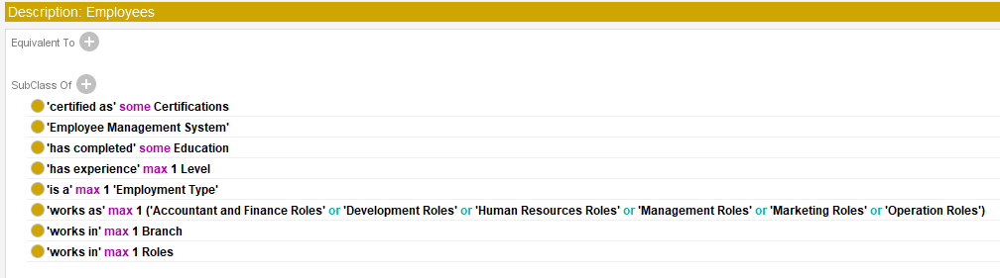 Description: Employees
Equivalent To
SubClass Of
'certified as' some Certifications
'Employee Management System'
'has completed' some Education
'has experience' max 1 Level
'is a' max 1 'Employment Type'
'works as' max 1 ('Accountant and Finance Roles' or 'Development Roles' or 'Human Resources Roles' or 'Management Roles' or 'Marketing Roles' or 'Operation Roles')
'works in' max 1 Branch
'works in' max 1 Roles